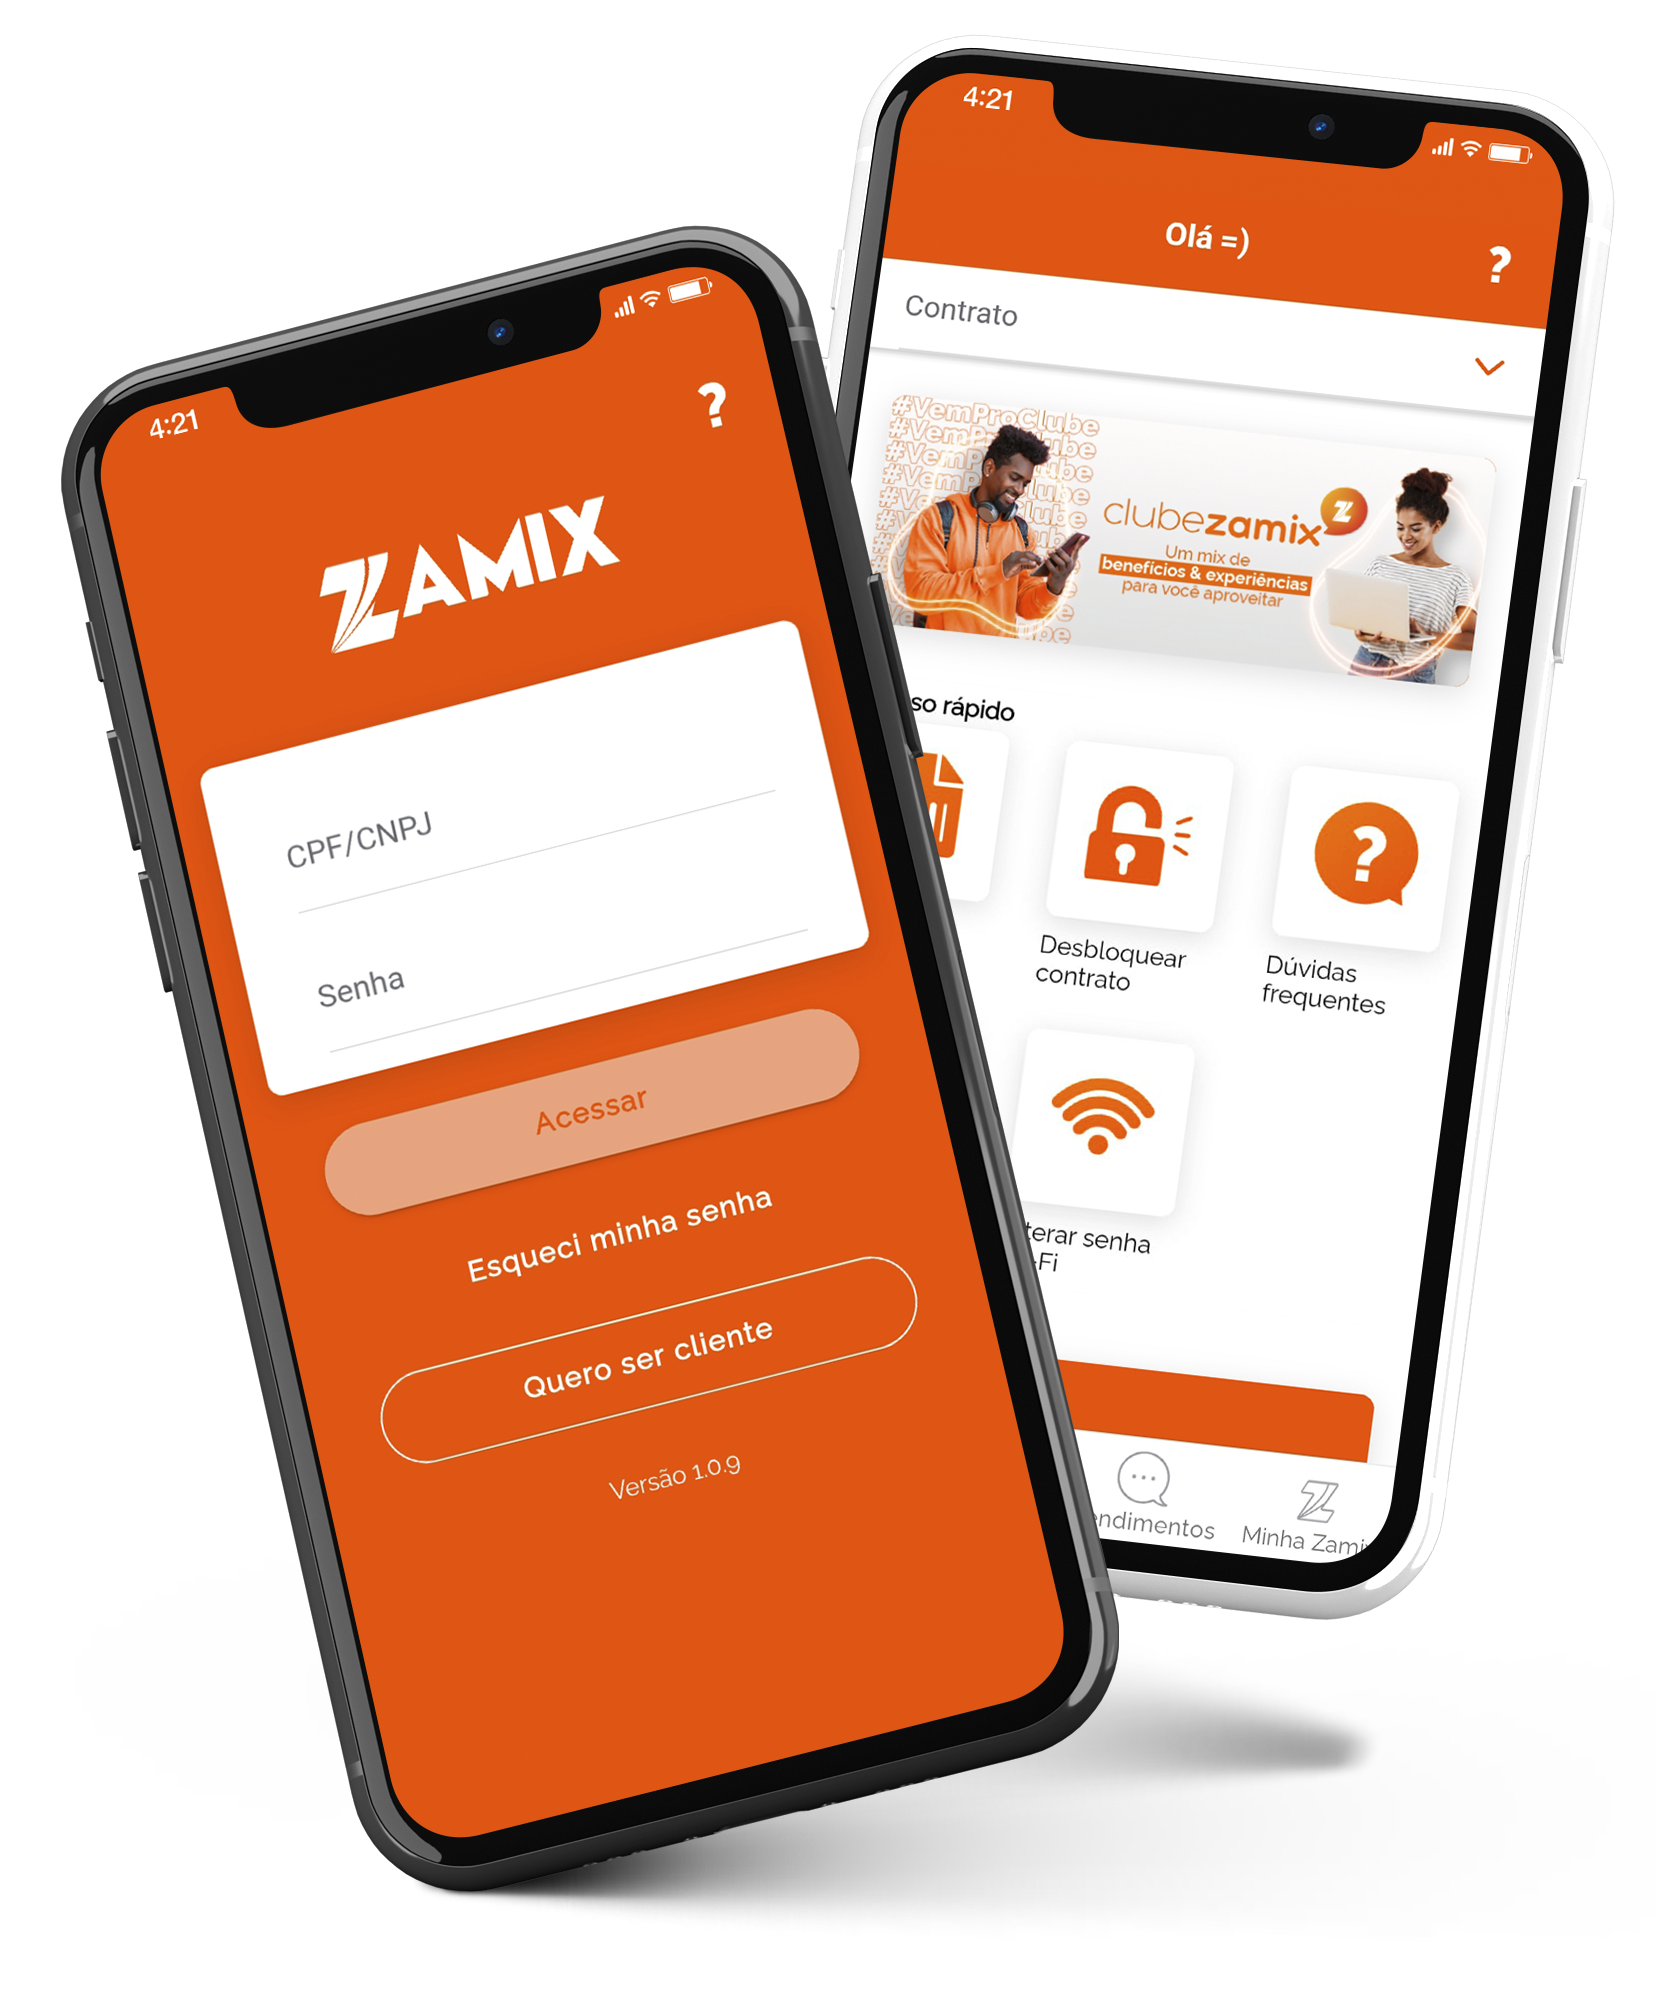 4:21
?
ZAMIX
CPF/CNPJ
Senha
Acessar
Esqueci minha senha
Quero ser cliente
Versão 1.0.9
4:21
Olá =)
?
Contrato
#VemProClube
clubezamix
Z
Um mix de
benefícios & experiências
para você aproveitar
so rápido
Desbloquear
contrato
?
Dúvidas
frequentes
terar senha
-Fi
endimentos
Minha Zami